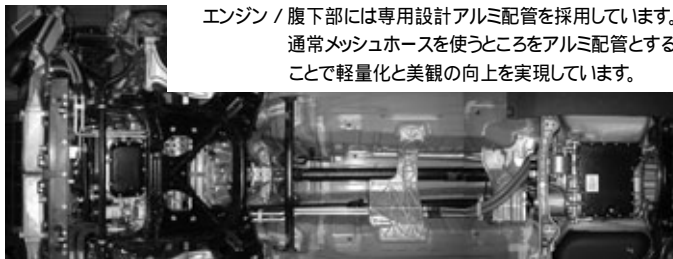 エンジン / 腹下部には専用設計アルミ配管を採用しています。
通常メッシュホースを使うところをアルミ配管とする
ことで軽量化と美観の向上を実現しています。